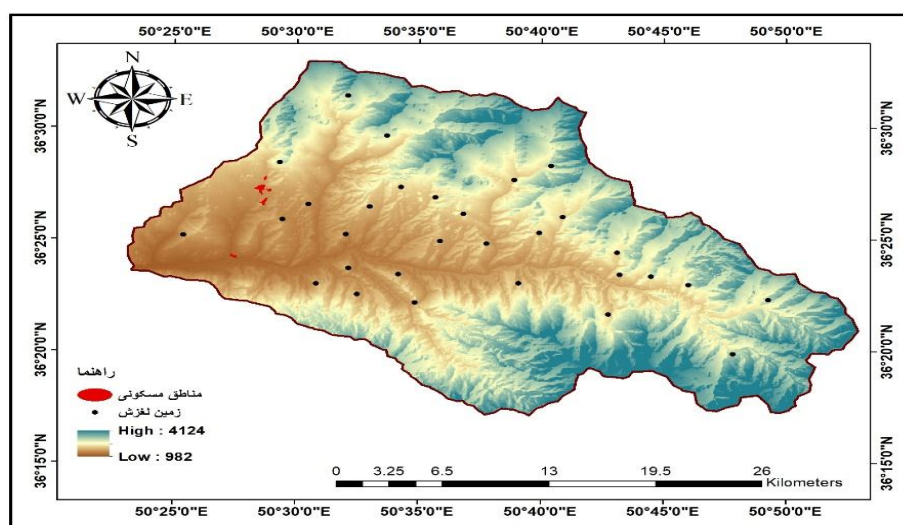 50°25'0"E 50°30'0"E 50°35'0"E 50°40'0"E 50°45'0"E 50°50'0"E
N
W E
S
36°30'0"N 36°30'0"N
36°25'0"N 36°25'0"N
36°20'0"N 36°20'0"N
36°15'0"N 36°15'0"N
راهنما
مناطق مسکونی
زمین لغزش
High : 4124
Low : 982
0 3.25 6.5 13 19.5 26
Kilometers
50°25'0"E 50°30'0"E 50°35'0"E 50°40'0"E 50°45'0"E 50°50'0"E